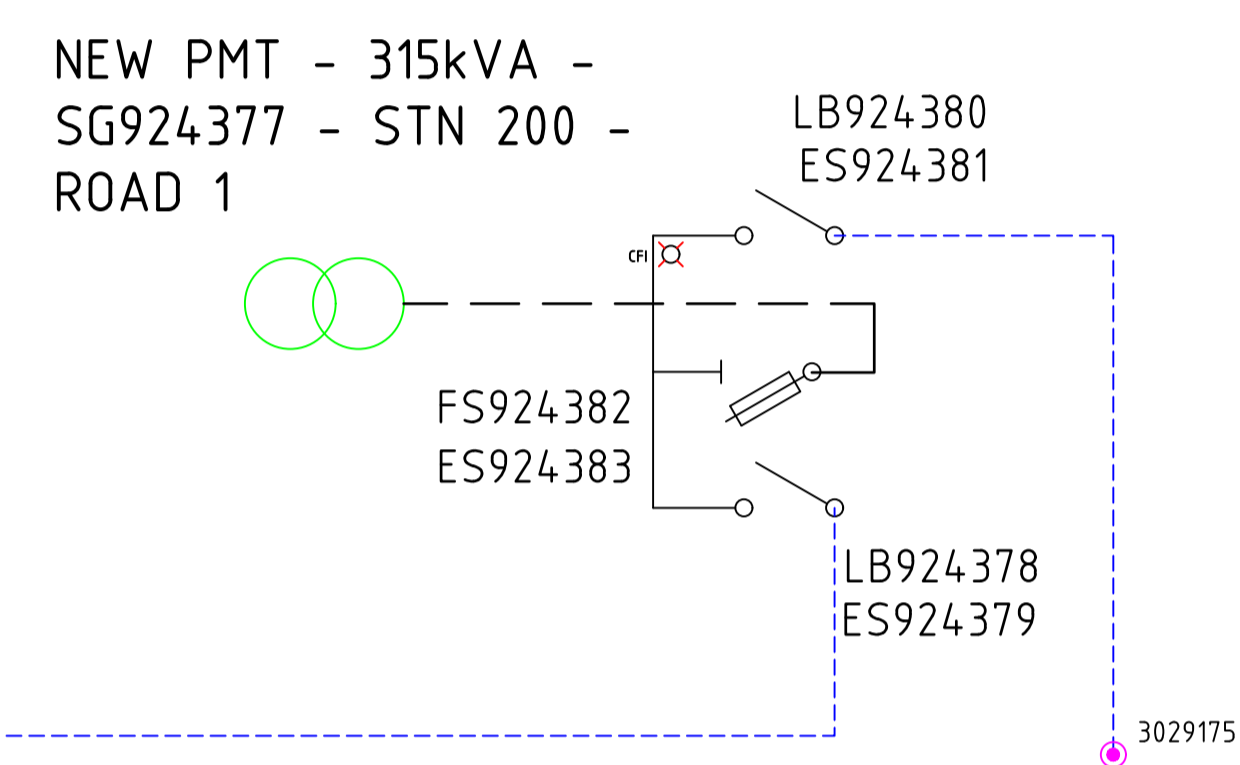 NEW PMT - 315kVA -
SG924377 - STN 200 -
ROAD 1
LB924380
ES924381
CFI
FS924382
ES924383
LB924378
ES924379
3029175